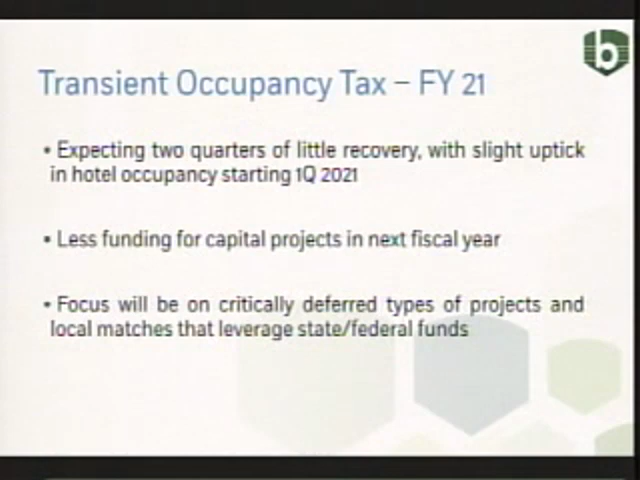 b
Transient Occupancy Tax – FY 21
• Expecting two quarters of little recovery, with slight uptick
in hotel occupancy starting 1Q 2021
• Less funding for capital projects in next fiscal year
• Focus will be on critically deferred types of projects and
local matches that leverage state/federal funds